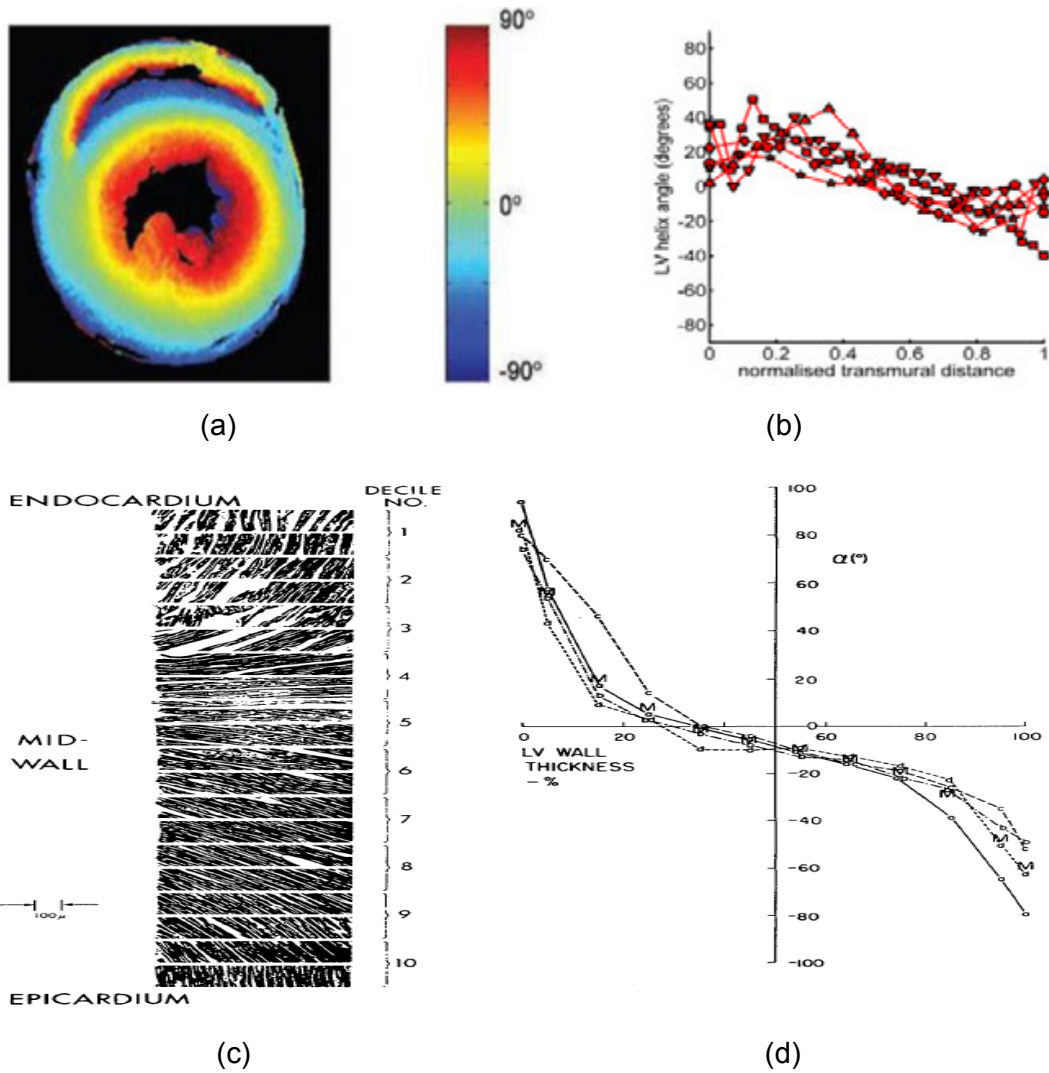 90°
0°
-90°
LV helix angle (degrees)
80
60
40
20
0
-20
-40
-60
-80
0
0.2
0.4
0.6
0.8
1
normalised transmural distance
(a)
(b)
ENDOCARDIUM
DECILE
NO.
1
2
3
4
5
6
7
8
9
10
MID-
WALL
100μ
EPICARDIUM
100
80
60
40
20
0
-20
-40
-60
-80
-100
α(°)
0
20
40
60
80
100
LV WALL
THICKNESS
- %
M
M
M
M
M
M
M
M
M
M
M
M
(c)
(d)